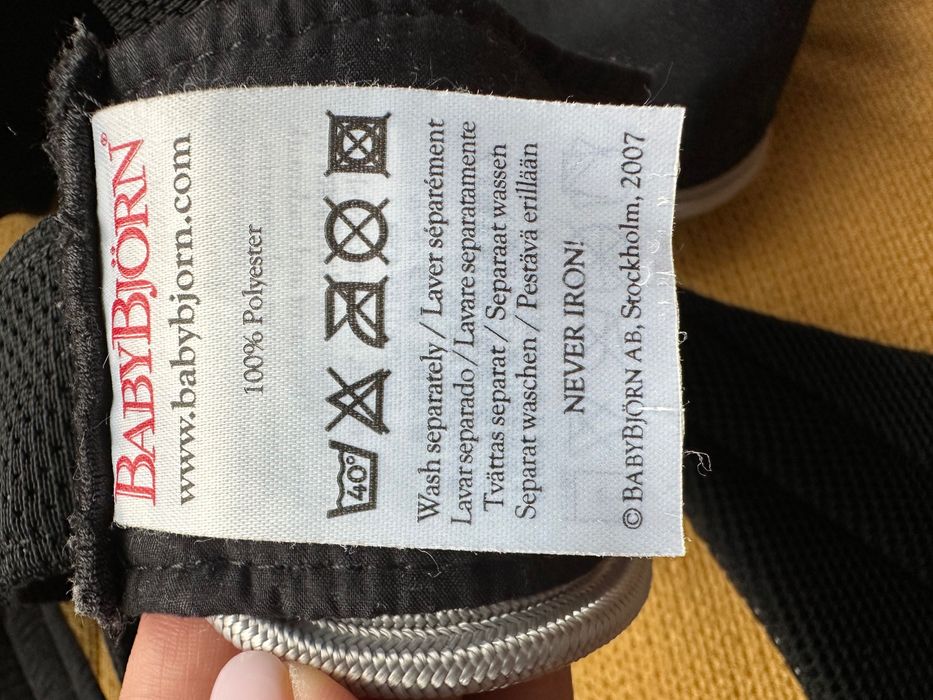 BABYBJÖRN®
www.babybjorn.com
100% Polyester
40°
Wash separately / Laver séparément
Lavar separado / Lavare separatamente
Tvättas separat / Separaat wassen
Separat waschen / Pestävä erillään
NEVER IRON!
© BABYBJÖRN AB, Stockholm, 2007